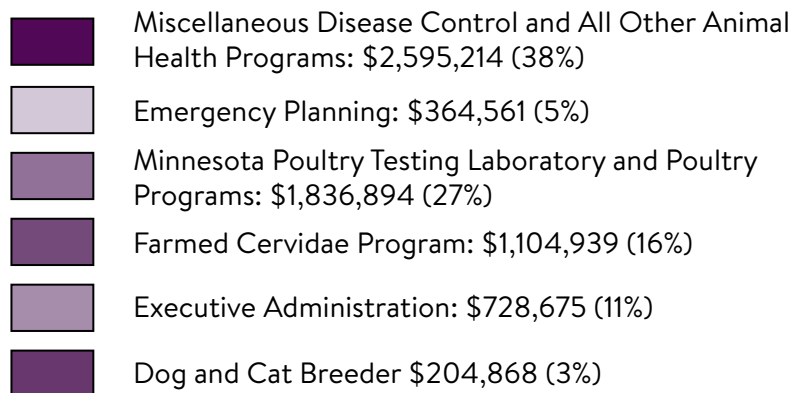 Miscellaneous Disease Control and All Other Animal
Health Programs: $2,595,214 (38%)
Emergency Planning: $364,561 (5%)
Minnesota Poultry Testing Laboratory and Poultry
Programs: $1,836,894 (27%)
Farmed Cervidae Program: $1,104,939 (16%)
Executive Administration: $728,675 (11%)
Dog and Cat Breeder $204,868 (3%)